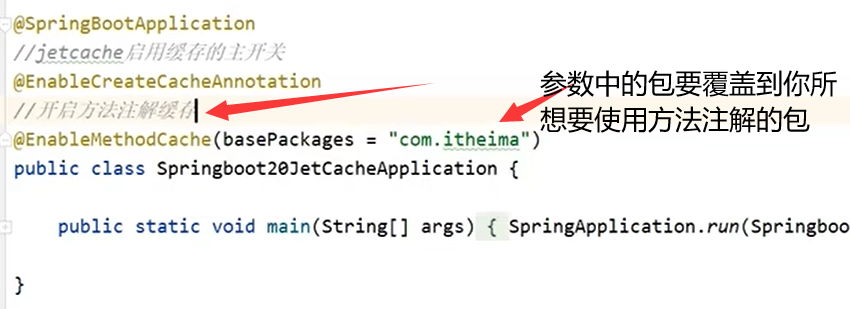 @SpringBootApplication
//jetcache启用缓存的主开关
@EnableCreateCacheAnnotation
//开启方法注解缓存
参数中的包要覆盖到你所
想要使用方法注解的包
@EnableMethodCache(basePackages = "com.itheima")
public class Springboot20JetCacheApplication {
public static void main(String[] args) { SpringApplication.run(Springboo
}